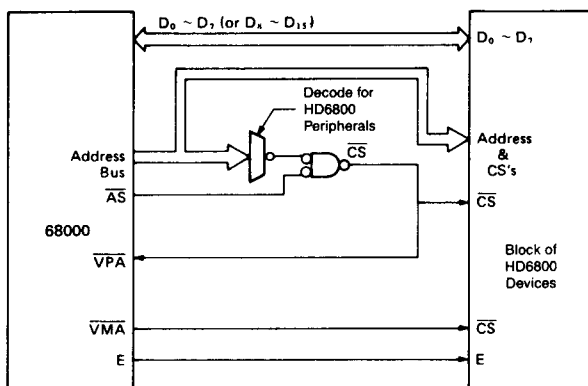 D₀ ~ D₇ (or D₈ ~ D₁₅)
D₀ ~ D₇
Decode for
HD6800
Peripherals
CS
Address
Bus
AS
Address
&
CS's
68000
CS
VPA
Block of
HD6800
Devices
VMA
CS
E
E